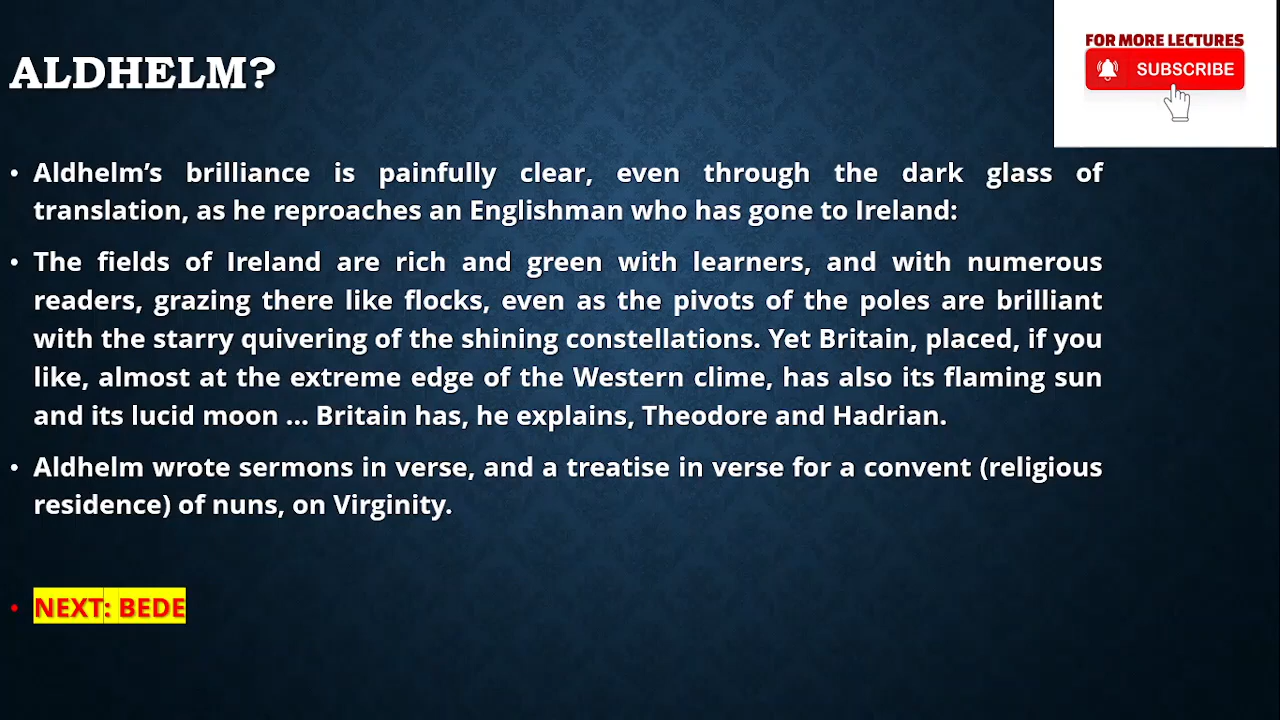 FOR MORE LECTURES
SUBSCRIBE
ALDHELM?
• Aldhelm’s brilliance is painfully clear, even through the dark glass of
translation, as he reproaches an Englishman who has gone to Ireland:
• The fields of Ireland are rich and green with learners, and with numerous
readers, grazing there like flocks, even as the pivots of the poles are brilliant
with the starry quivering of the shining constellations. Yet Britain, placed, if you
like, almost at the extreme edge of the Western clime, has also its flaming sun
and its lucid moon ... Britain has, he explains, Theodore and Hadrian.
• Aldhelm wrote sermons in verse, and a treatise in verse for a convent (religious
residence) of nuns, on Virginity.
• NEXT: BEDE